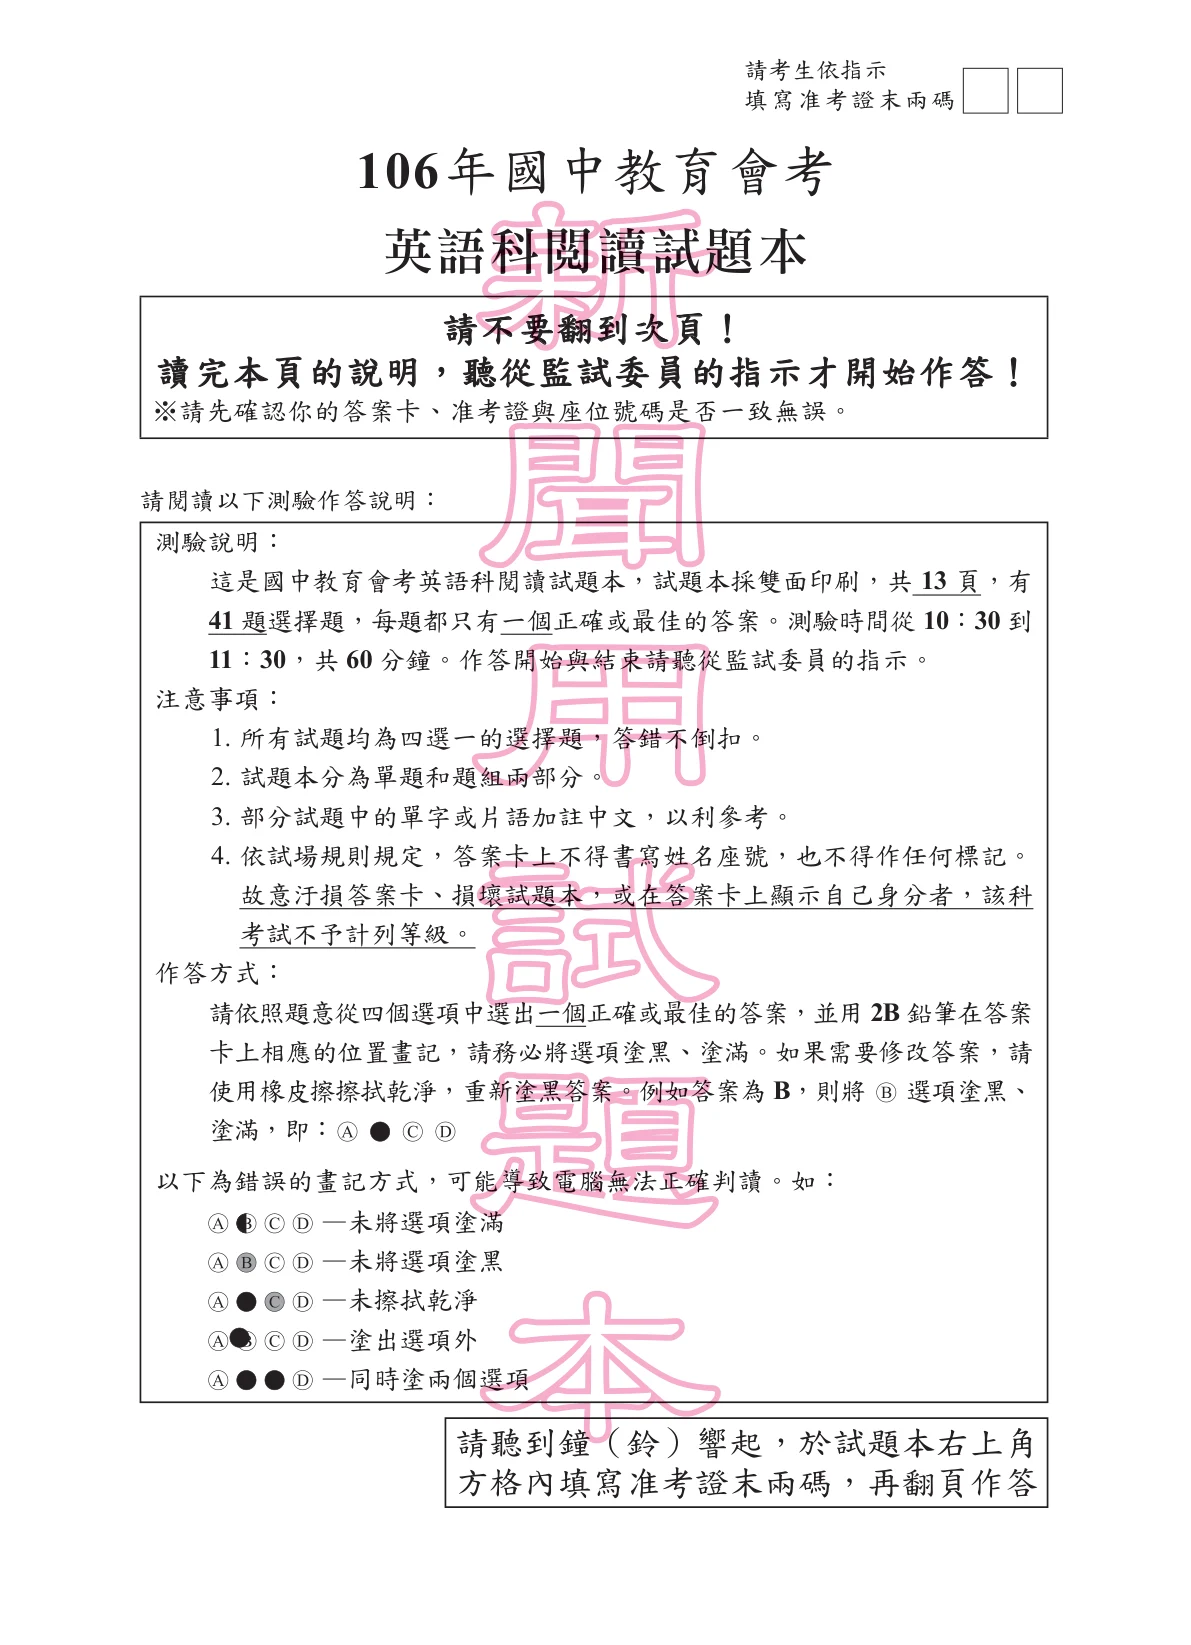 請考生依指示
填寫准考證末兩碼
106年國中教育會考
英語科閱讀試題本
請不要翻到次頁！
讀完本頁的說明，聽從監試委員的指示才開始作答！
※請先確認你的答案卡、准考證與座位號碼是否一致無誤。
請閱讀以下測驗作答說明：
測驗說明：
這是國中教育會考英語科閱讀試題本，試題本採雙面印刷，共 13 頁，有
41 題選擇題，每題都只有一個正確或最佳的答案。測驗時間從 10：30 到
11：30，共 60 分鐘。作答開始與結束請聽從監試委員的指示。
注意事項：
1. 所有試題均為四選一的選擇題，答錯不倒扣。
2. 試題本分為單題和題組兩部分。
3. 部分試題中的單字或片語加註中文，以利參考。
4. 依試場規則規定，答案卡上不得書寫姓名座號，也不得作任何標記。
故意汙損答案卡、損壞試題本，或在答案卡上顯示自己身分者，該科
考試不予計列等級。
作答方式：
請依照題意從四個選項中選出一個正確或最佳的答案，並用 2B 鉛筆在答案
卡上相應的位置畫記，請務必將選項塗黑、塗滿。如果需要修改答案，請
使用橡皮擦擦拭乾淨，重新塗黑答案。例如答案為 B，則將 Ⓑ 選項塗黑、
塗滿，即：Ⓐ ● Ⓒ Ⓓ
以下為錯誤的畫記方式，可能導致電腦無法正確判讀。如：
Ⓐ Ⓑ Ⓒ Ⓓ —未將選項塗滿
Ⓐ Ⓑ Ⓒ Ⓓ —未將選項塗黑
Ⓐ ● Ⓒ Ⓓ —未擦拭乾淨
Ⓐ Ⓑ Ⓒ Ⓓ —塗出選項外
Ⓐ ● ● Ⓓ —同時塗兩個選項
請聽到鐘（鈴）響起，於試題本右上角
方格內填寫准考證末兩碼，再翻頁作答
新聞用試題本